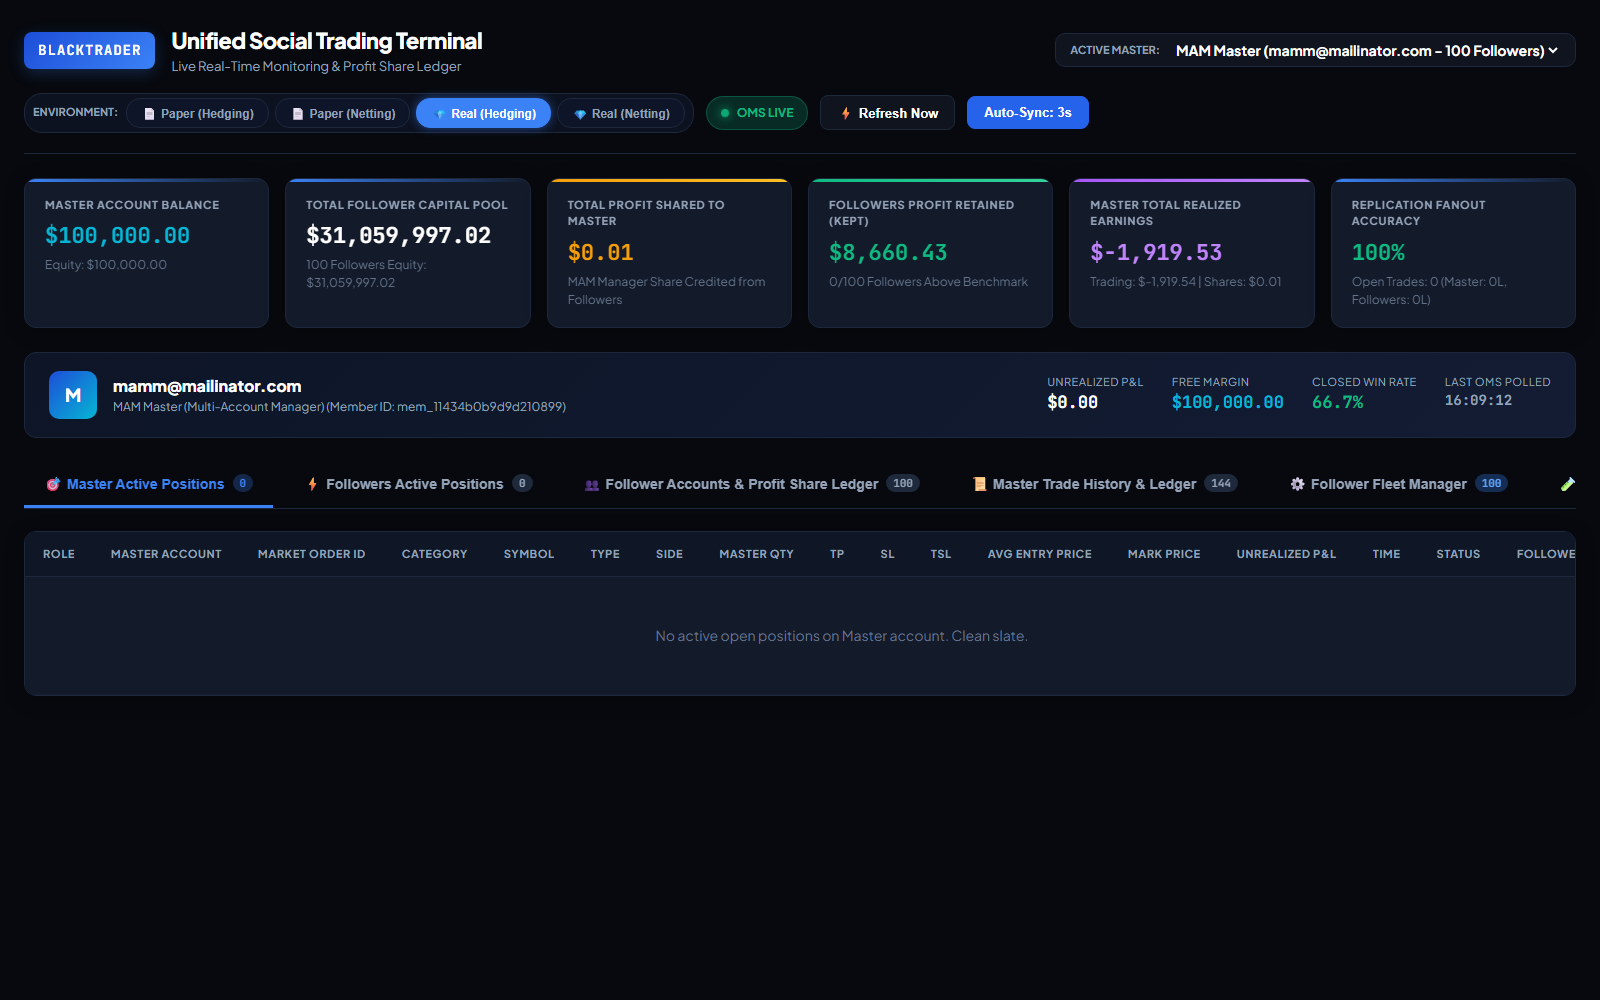 BLACKTRADER
Unified Social Trading Terminal
Live Real-Time Monitoring & Profit Share Ledger
ACTIVE MASTER: MAM Master (mamm@mailinator.com - 100 Followers)
ENVIRONMENT: Paper (Hedging) Paper (Netting) Real (Hedging) Real (Netting) OMS LIVE Refresh Now Auto-Sync: 3s
MASTER ACCOUNT BALANCE
$100,000.00
Equity: $100,000.00
TOTAL FOLLOWER CAPITAL POOL
$31,059,997.02
100 Followers Equity:
$31,059,997.02
TOTAL PROFIT SHARED TO
MASTER
$0.01
MAM Manager Share Credited from
Followers
FOLLOWERS PROFIT RETAINED
(KEPT)
$8,660.43
0/100 Followers Above Benchmark
MASTER TOTAL REALIZED
EARNINGS
$-1,919.53
Trading: $-1,919.54 | Shares: $0.01
REPLICATION FANOUT
ACCURACY
100%
Open Trades: 0 (Master: 0L,
Followers: 0L)
M
mamm@mailinator.com
MAM Master (Multi-Account Manager) (Member ID: mem_11434b0b9d9d210899)
UNREALIZED P&L
$0.00
FREE MARGIN
$100,000.00
CLOSED WIN RATE
66.7%
LAST OMS POLLED
16:09:12
Master Active Positions 0 Followers Active Positions 0 Follower Accounts & Profit Share Ledger 100 Master Trade History & Ledger 144 Follower Fleet Manager 100
ROLE MASTER ACCOUNT MARKET ORDER ID CATEGORY SYMBOL TYPE SIDE MASTER QTY TP SL TSL AVG ENTRY PRICE MARK PRICE UNREALIZED P&L TIME STATUS FOLLOWE
No active open positions on Master account. Clean slate.